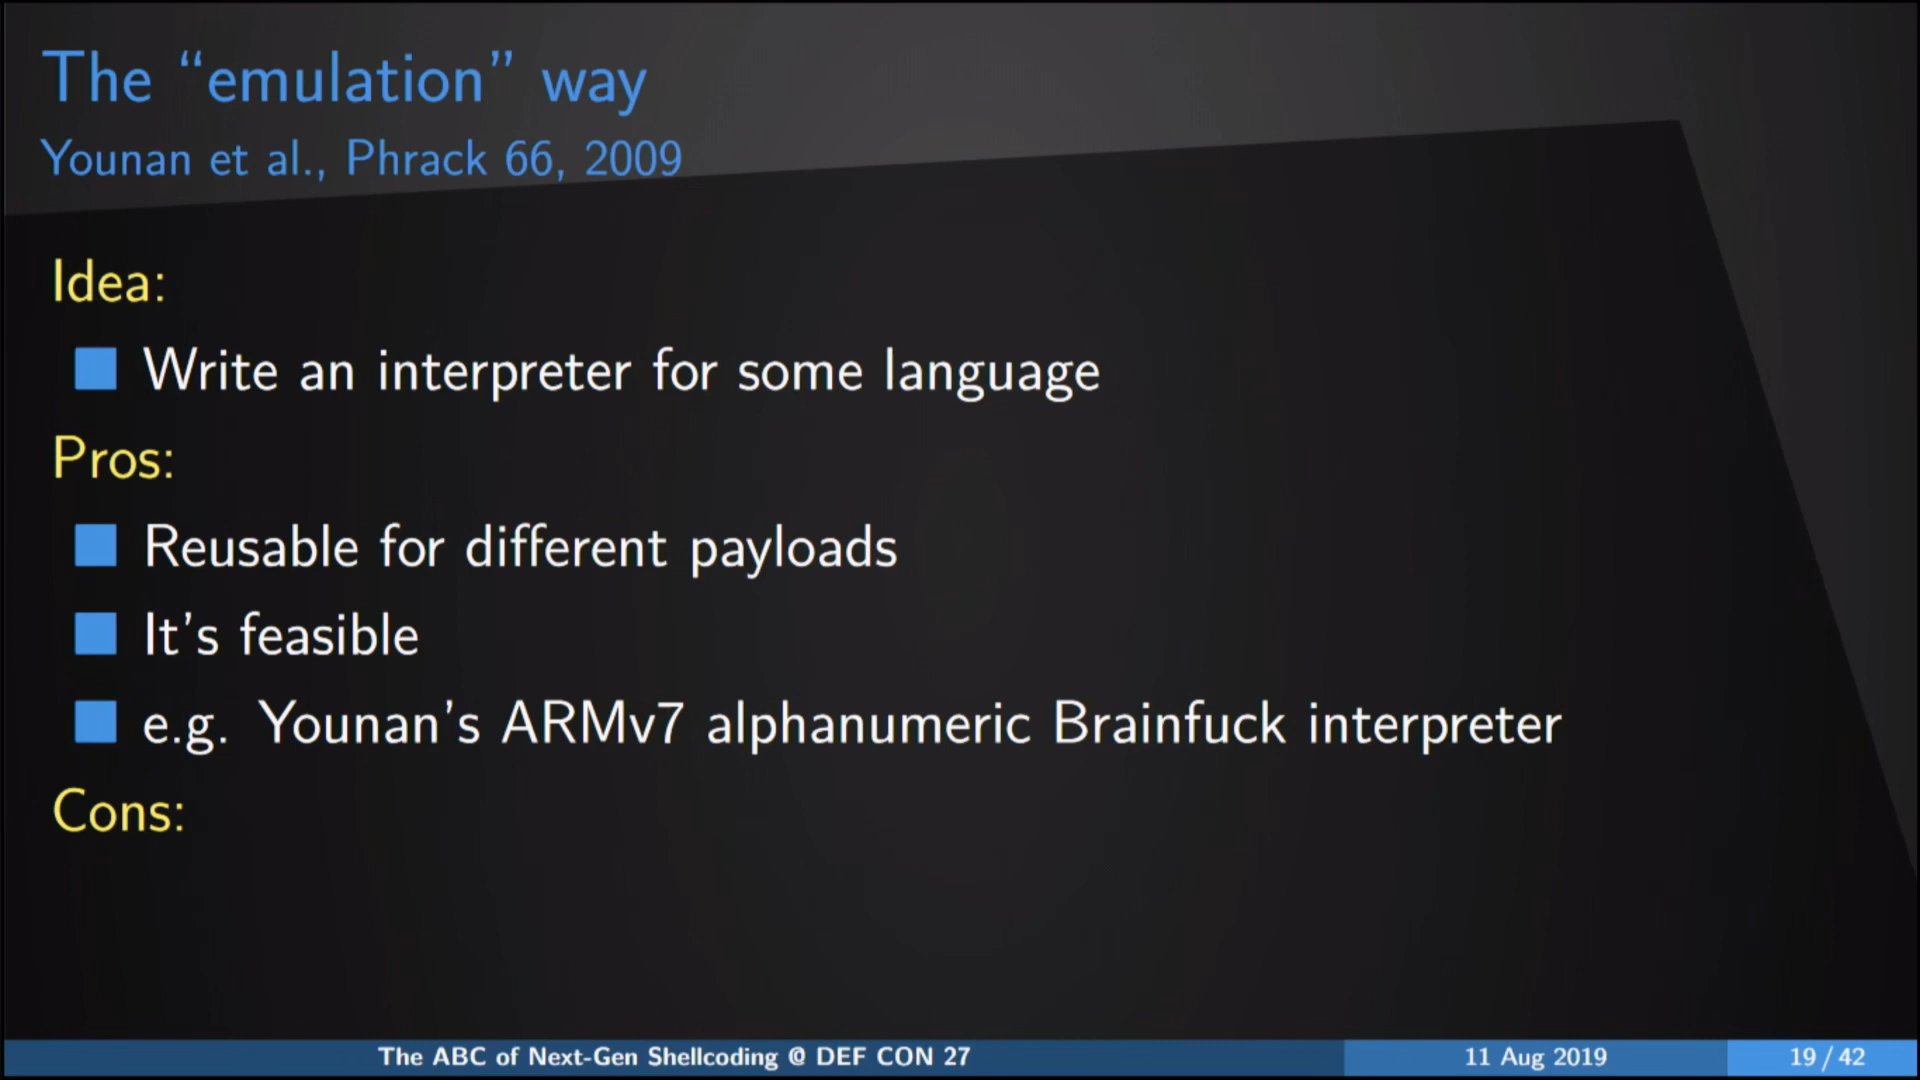 The “emulation” way
Younan et al., Phrack 66, 2009
Idea:
Write an interpreter for some language
Pros:
Reusable for different payloads
It’s feasible
e.g. Younan’s ARMv7 alphanumeric Brainfuck interpreter
Cons:
The ABC of Next-Gen Shellcoding @ DEF CON 27
11 Aug 2019
19 / 42